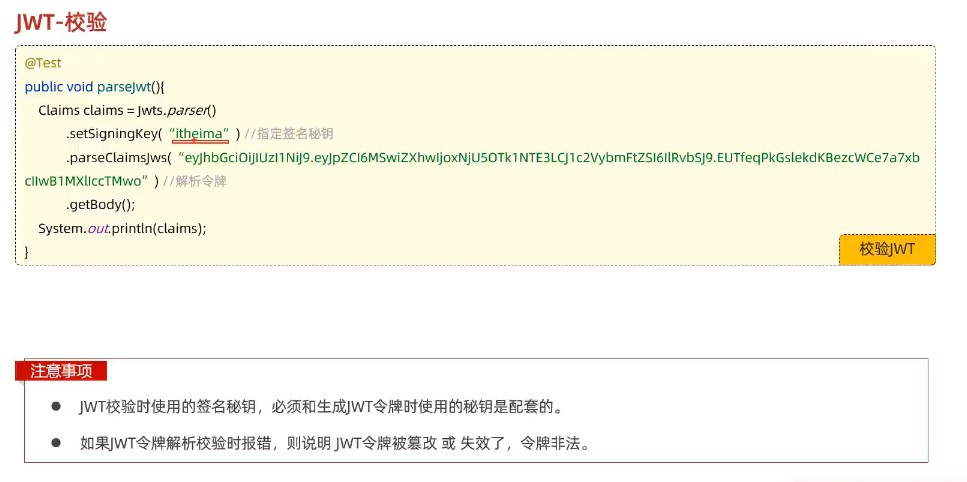 JWT-校验
@Test
public void parseJwt(){
Claims claims = Jwts.parser()
.setSigningKey( “itheima” ) //指定签名秘钥
.parseClaimsJws( “eyJhbGciOiJIUzI1NiJ9.eyJpZCI6MSwiZXhwIjoxNjU5OTk1NTE3LCJ1c2VybmFtZSI6IlRvbSJ9.EUTfeqPkGslekdKBezcWCe7a7xb
cIIwB1MXlIccTMwo” ) //解析令牌
.getBody();
System.out.println(claims);
}
校验JWT
注意事项
● JWT校验时使用的签名秘钥，必须和生成JWT令牌时使用的秘钥是配套的。
● 如果JWT令牌解析校验时报错，则说明 JWT令牌被篡改 或 失效了，令牌非法。